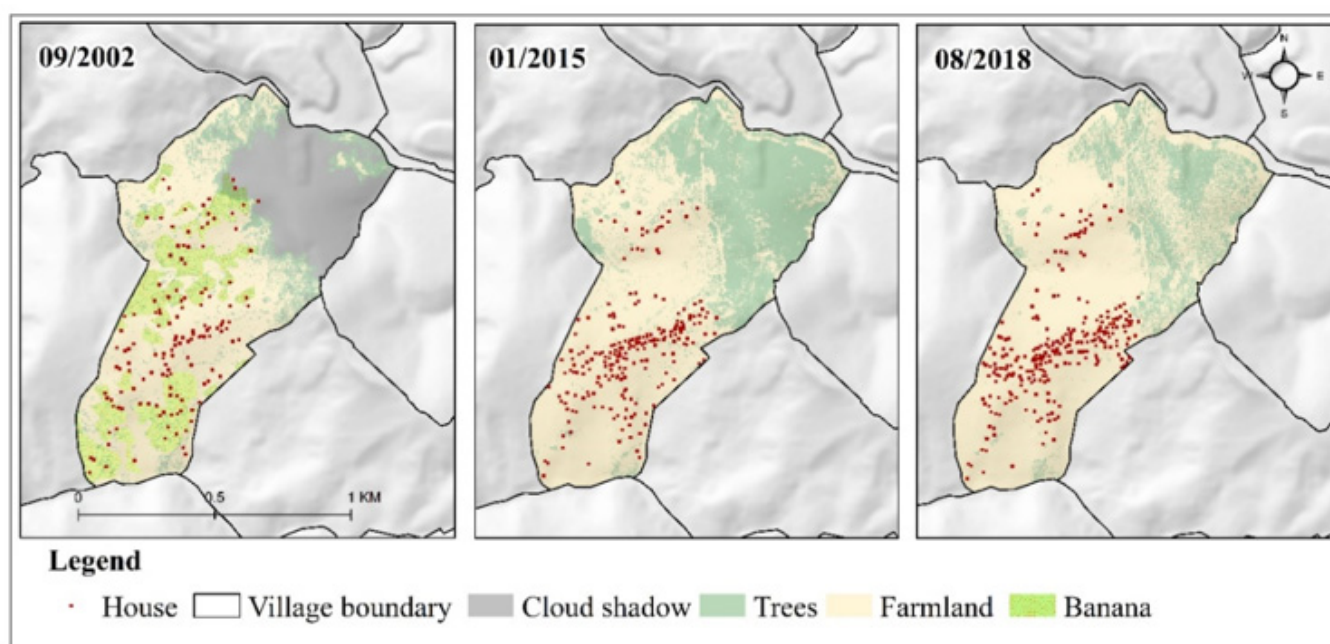 09/2002
01/2015
08/2018
N
W E
S
0 0.5 1 KM
Legend
House Village boundary Cloud shadow Trees Farmland Banana